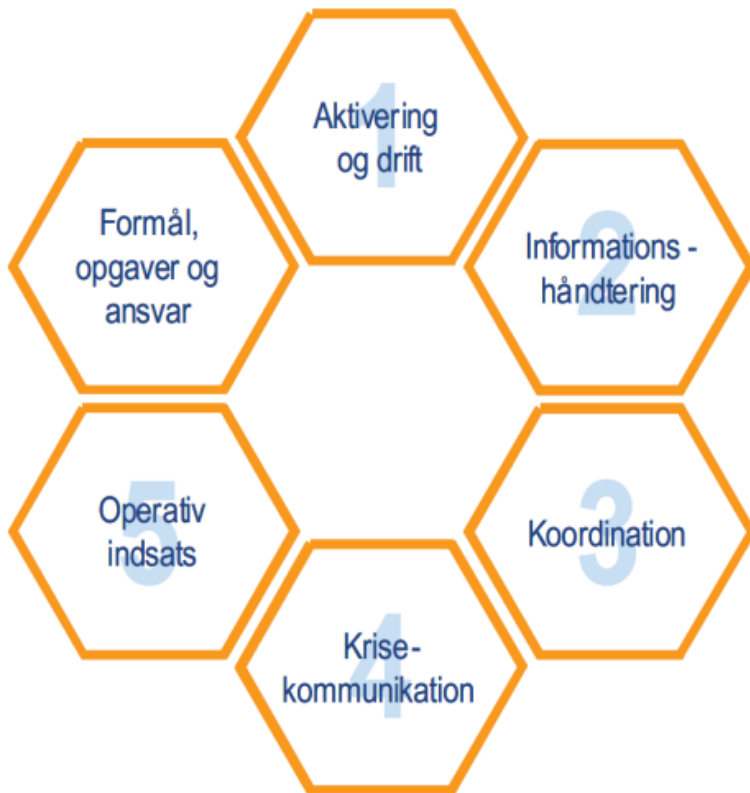 1
Aktivering
og drift
2
Informations -
håndtering
3
Koordination
4
Krise-
kommunikation
5
Operativ
indsats
Formål,
opgaver og
ansvar